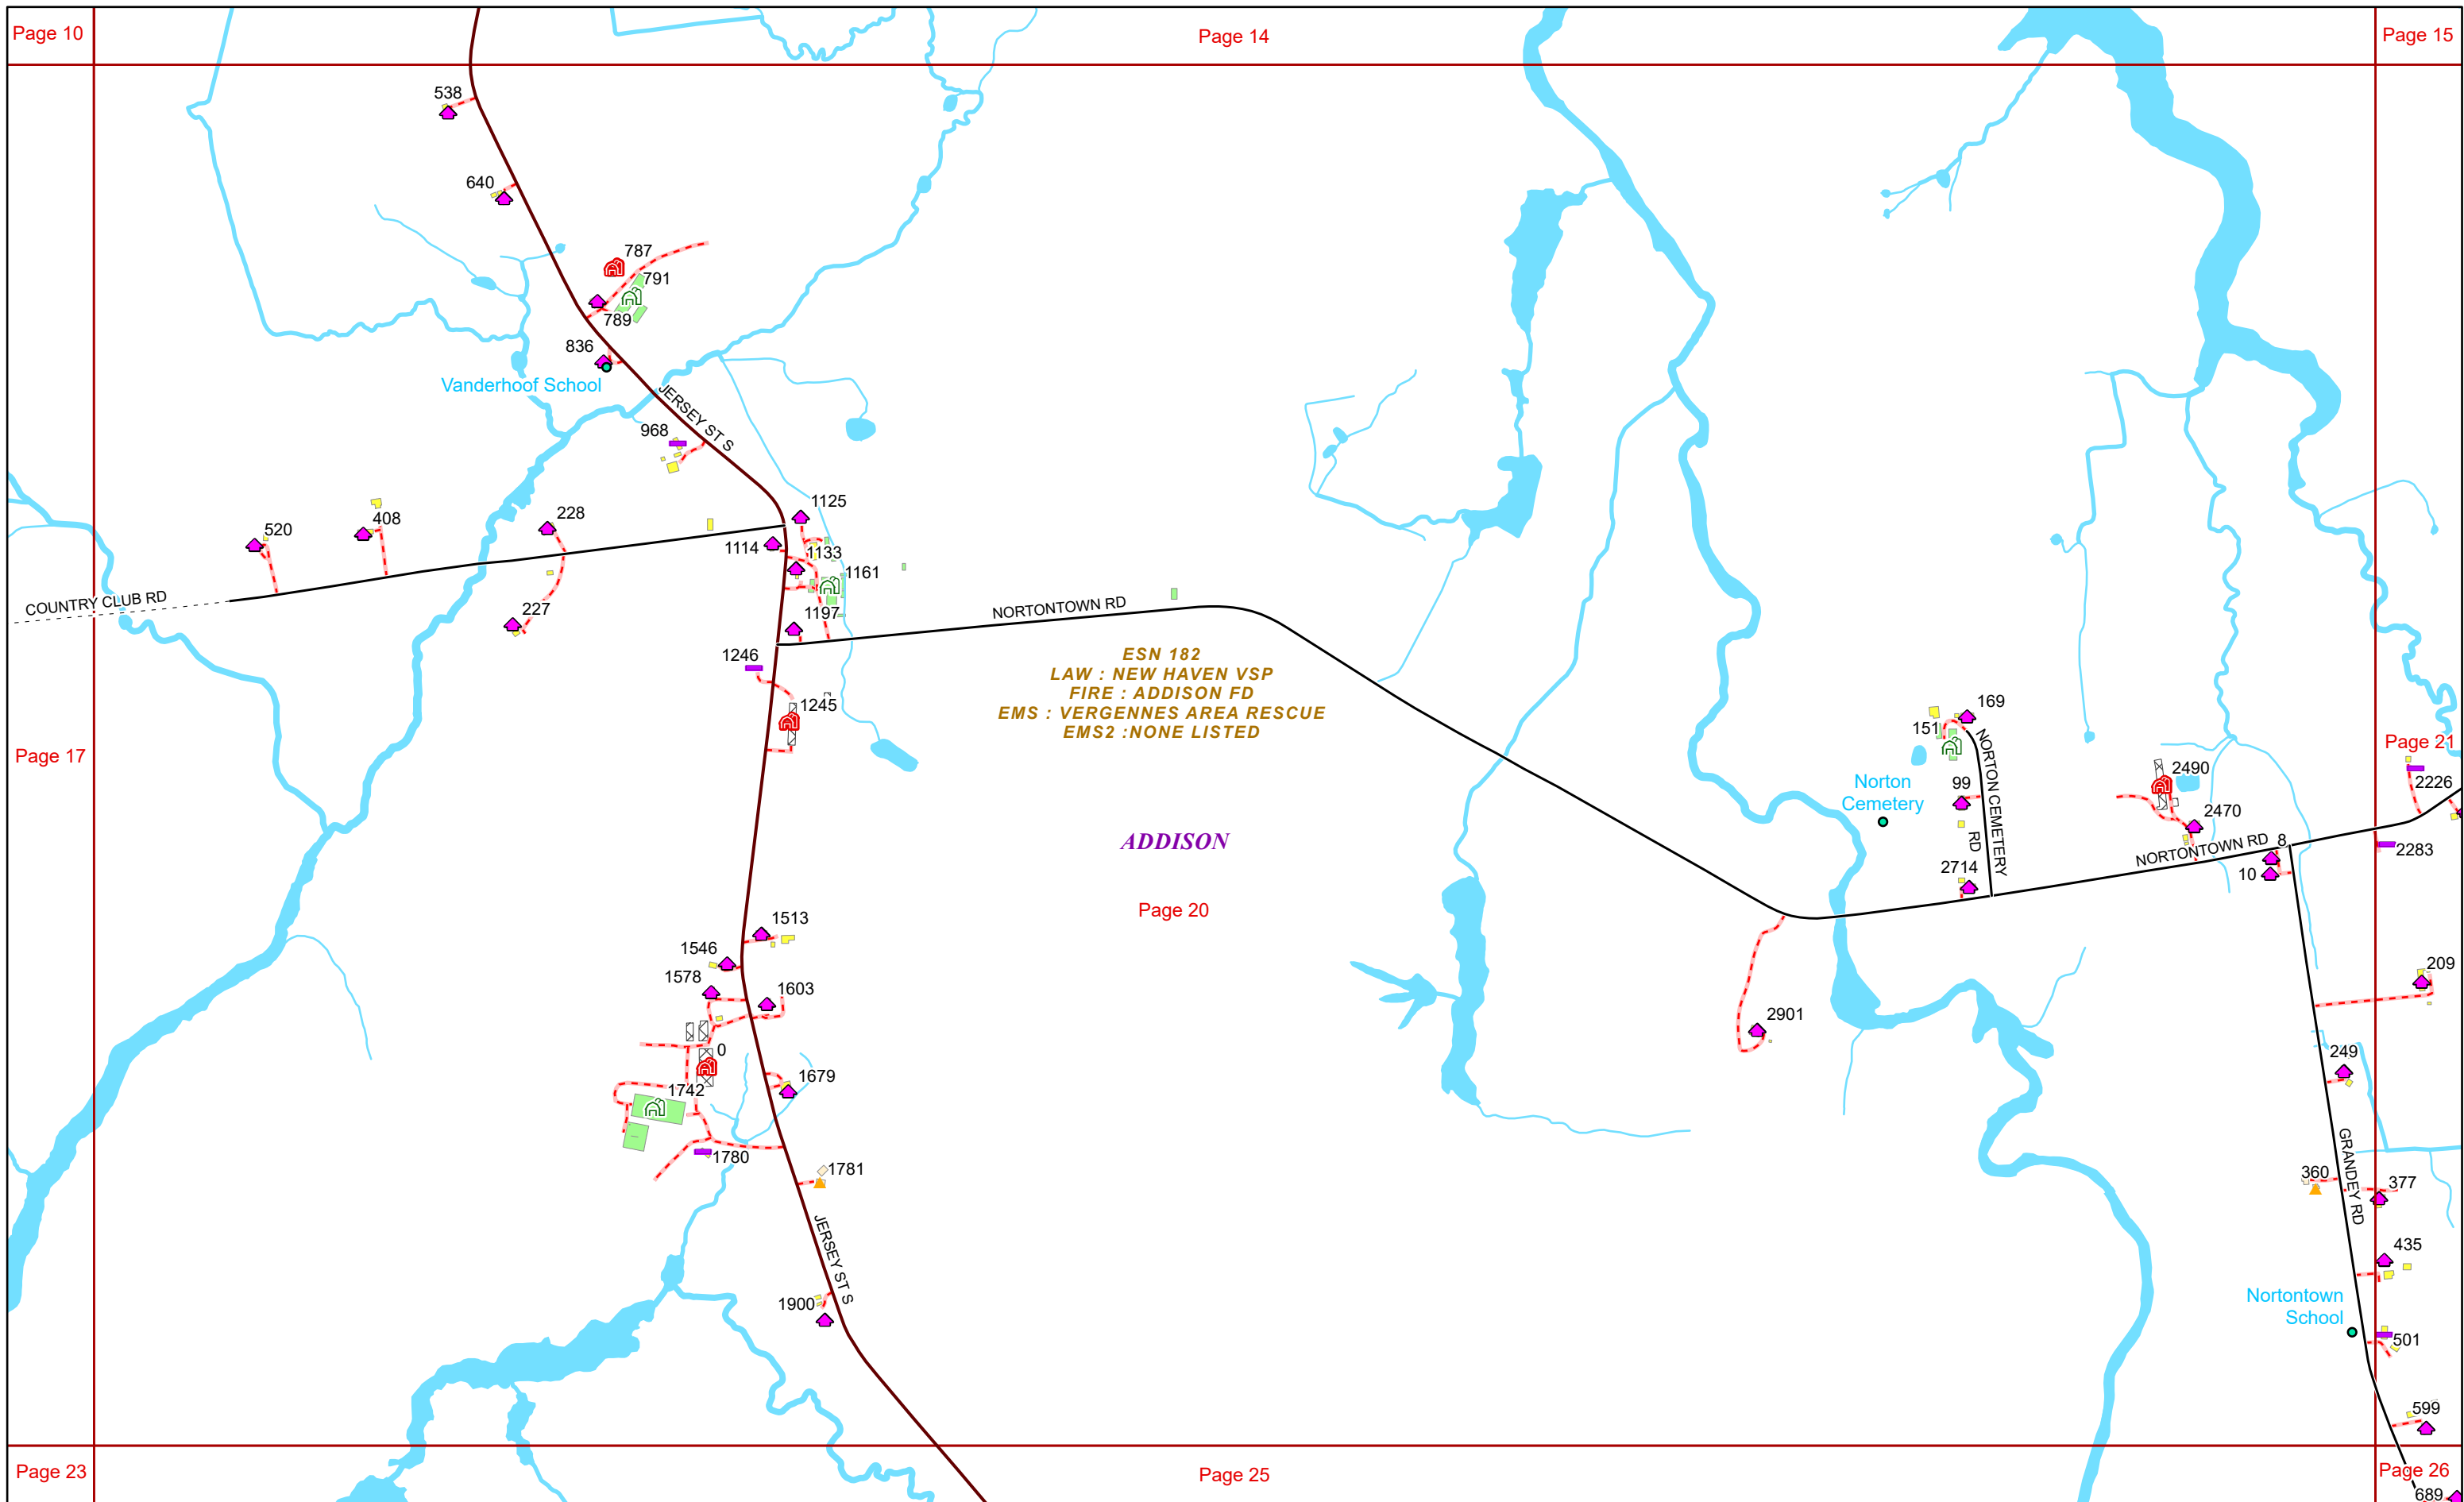 Page 10
Page 14
Page 15
538
640
787
791
789
836
Vanderhoof School
JERSEY ST S
968
1125
228
408
520
1114
1133
1161
COUNTRY CLUB RD
227
1197
NORTONTOWN RD
1246
ESN 182
LAW : NEW HAVEN VSP
FIRE : ADDISON FD
EMS : VERGENNES AREA RESCUE
EMS2 :NONE LISTED
1245
169
151
NORTON CEMETERY
RD
Page 17
Page 21
2490
2226
Norton
Cemetery
99
2470
ADDISON
NORTONTOWN RD
8
2283
2714
10
Page 20
1513
1546
1578
1603
209
2901
0
249
1679
1742
1780
1781
GRANDEY RD
360
377
JERSEY ST S
435
1900
Nortontown
School
501
599
Page 23
Page 25
Page 26
689